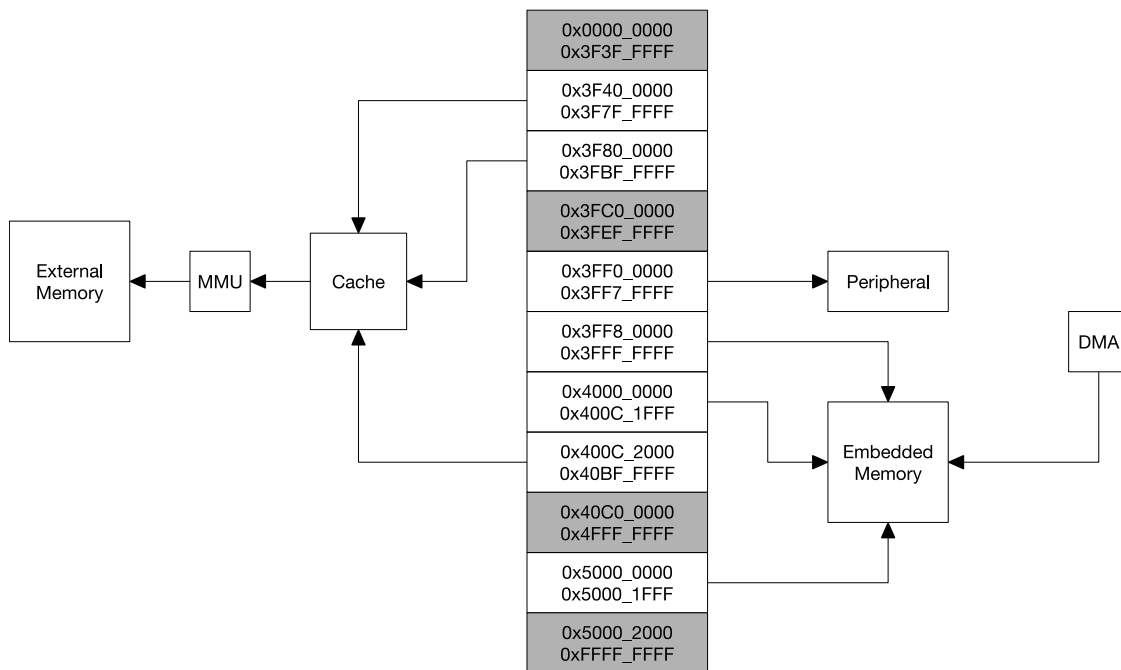 0x0000_0000
0x3F3F_FFFF
0x3F40_0000
0x3F7F_FFFF
0x3F80_0000
0x3FBF_FFFF
0x3FC0_0000
0x3FEF_FFFF
0x3FF0_0000
0x3FF7_FFFF
0x3FF8_0000
0x3FFF_FFFF
0x4000_0000
0x400C_1FFF
0x400C_2000
0x40BF_FFFF
0x40C0_0000
0x4FFF_FFFF
0x5000_0000
0x5000_1FFF
0x5000_2000
0xFFFF_FFFF
External
Memory
MMU
Cache
Peripheral
DMA
Embedded
Memory